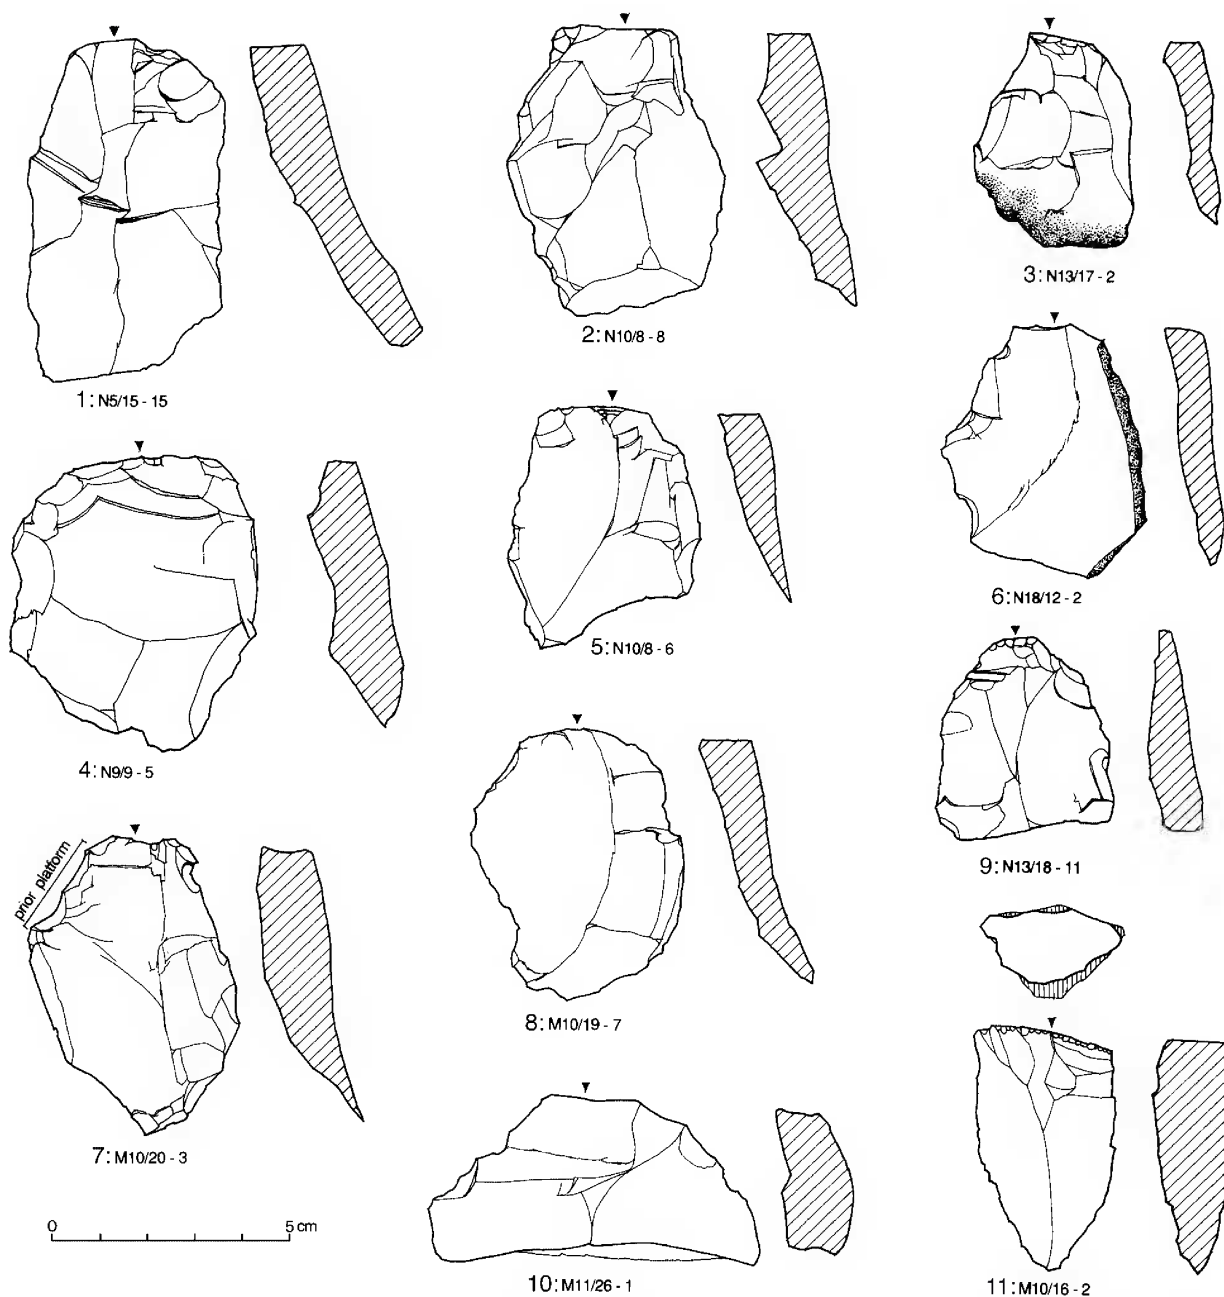 1: N5/15 - 15
2: N10/8 - 8
3: N13/17 - 2
4: N9/9 - 5
5: N10/8 - 6
6: N18/12 - 2
prior platform
7: M10/20 - 3
8: M10/19 - 7
9: N13/18 - 11
0 5 cm
10: M11/26 - 1
11: M10/16 - 2